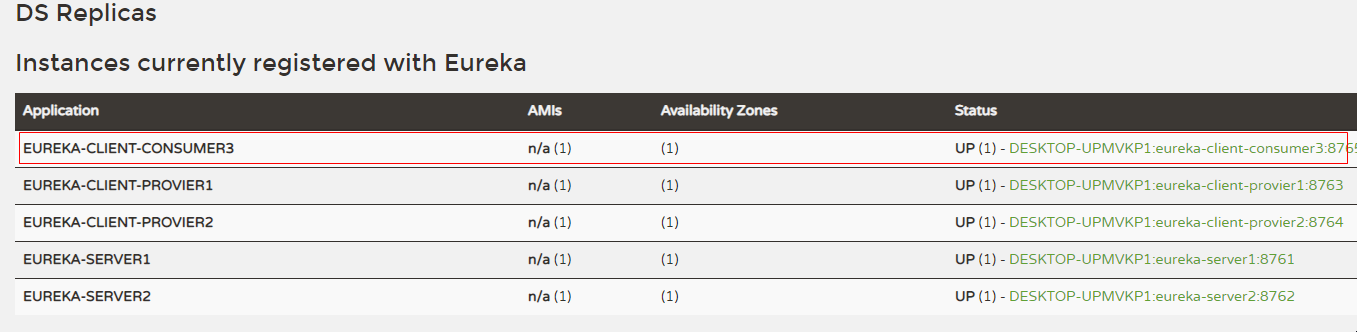 DS Replicas
Instances currently registered with Eureka
Application AMIs Availability Zones Status
EUREKA-CLIENT-CONSUMER3 n/a (1) (1) UP (1) - DESKTOP-UPMVKP1:eureka-client-consumer3:8765
EUREKA-CLIENT-PROVIER1 n/a (1) (1) UP (1) - DESKTOP-UPMVKP1:eureka-client-provier1:8763
EUREKA-CLIENT-PROVIER2 n/a (1) (1) UP (1) - DESKTOP-UPMVKP1:eureka-client-provier2:8764
EUREKA-SERVER1 n/a (1) (1) UP (1) - DESKTOP-UPMVKP1:eureka-server1:8761
EUREKA-SERVER2 n/a (1) (1) UP (1) - DESKTOP-UPMVKP1:eureka-server2:8762